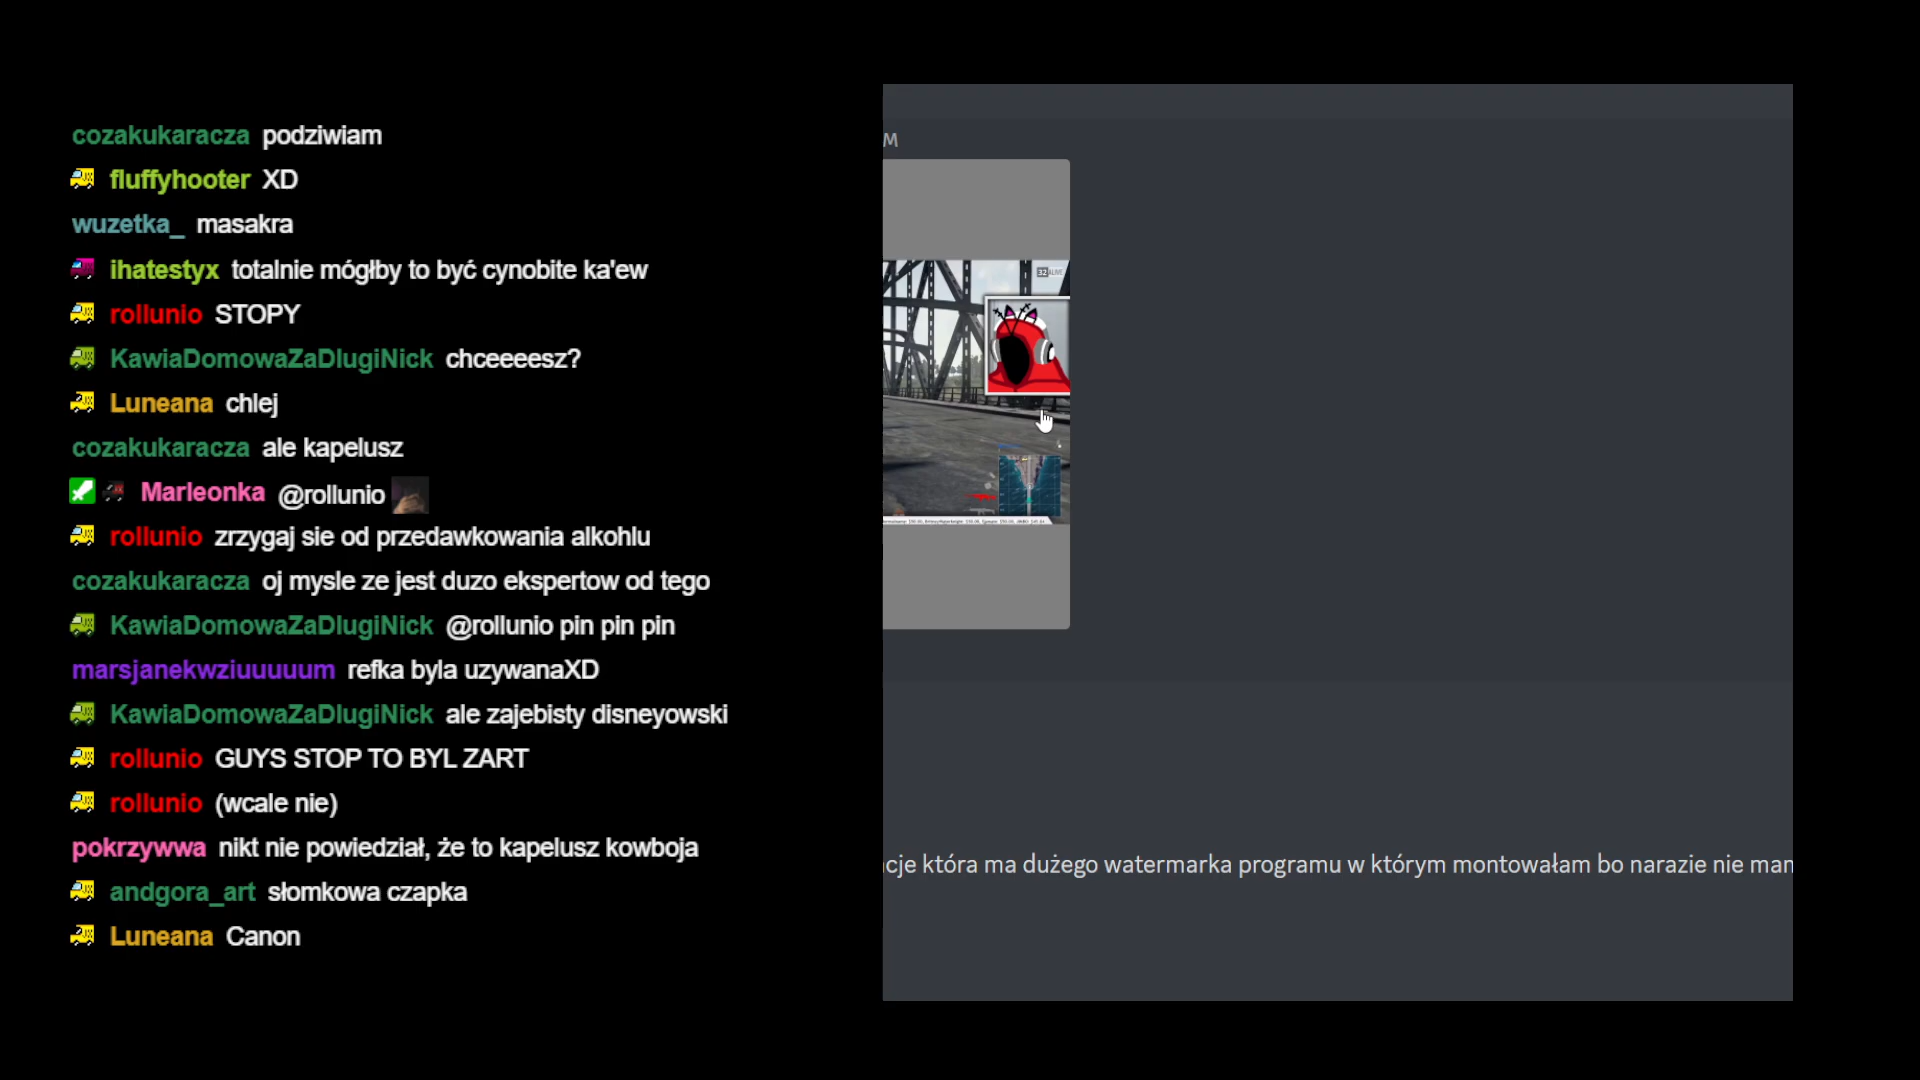 cozakukaracza podziwiam
fluffyhooter XD
wuzetka_ masakra
ihatestyx totalnie mógłby to być cynobite ka'ew
rollunio STOPY
KawiaDomowaZaDlugiNick chceeeesz?
Luneana chlej
cozakukaracza ale kapelusz
Marleonka @rollunio
rollunio zrzygaj sie od przedawkowania alkohlu
cozakukaracza oj mysle ze jest duzo ekspertow od tego
KawiaDomowaZaDlugiNick @rollunio pin pin pin
marsjanekwziuuuuum refka byla uzywanaXD
KawiaDomowaZaDlugiNick ale zajebisty disneyowski
rollunio GUYS STOP TO BYL ZART
rollunio (wcale nie)
pokrzywwa nikt nie powiedział, że to kapelusz kowboja
andgora_art słomkowa czapka
Luneana Canon
M
32 ALIVE
cje która ma dużego watermarka programu w którym montowałam bo narazie nie mam